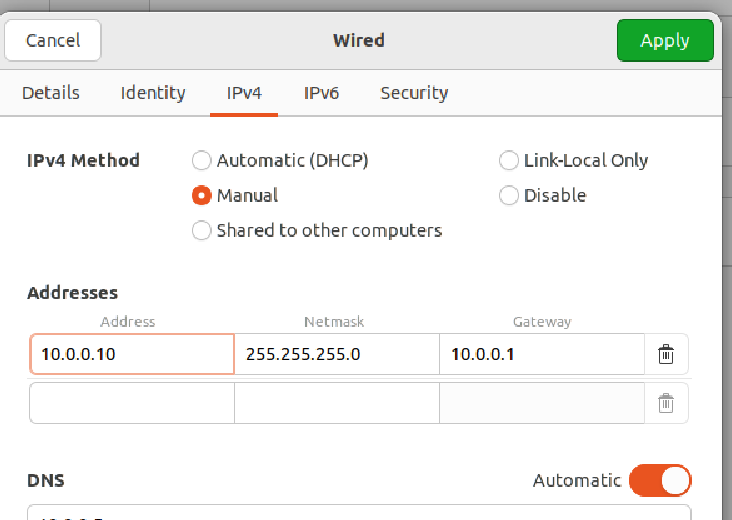 Cancel Wired Apply
Details Identity IPv4 IPv6 Security
IPv4 Method Automatic (DHCP) Link-Local Only
Manual Disable
Shared to other computers
Addresses
Address Netmask Gateway
10.0.0.10 255.255.255.0 10.0.0.1
DNS Automatic